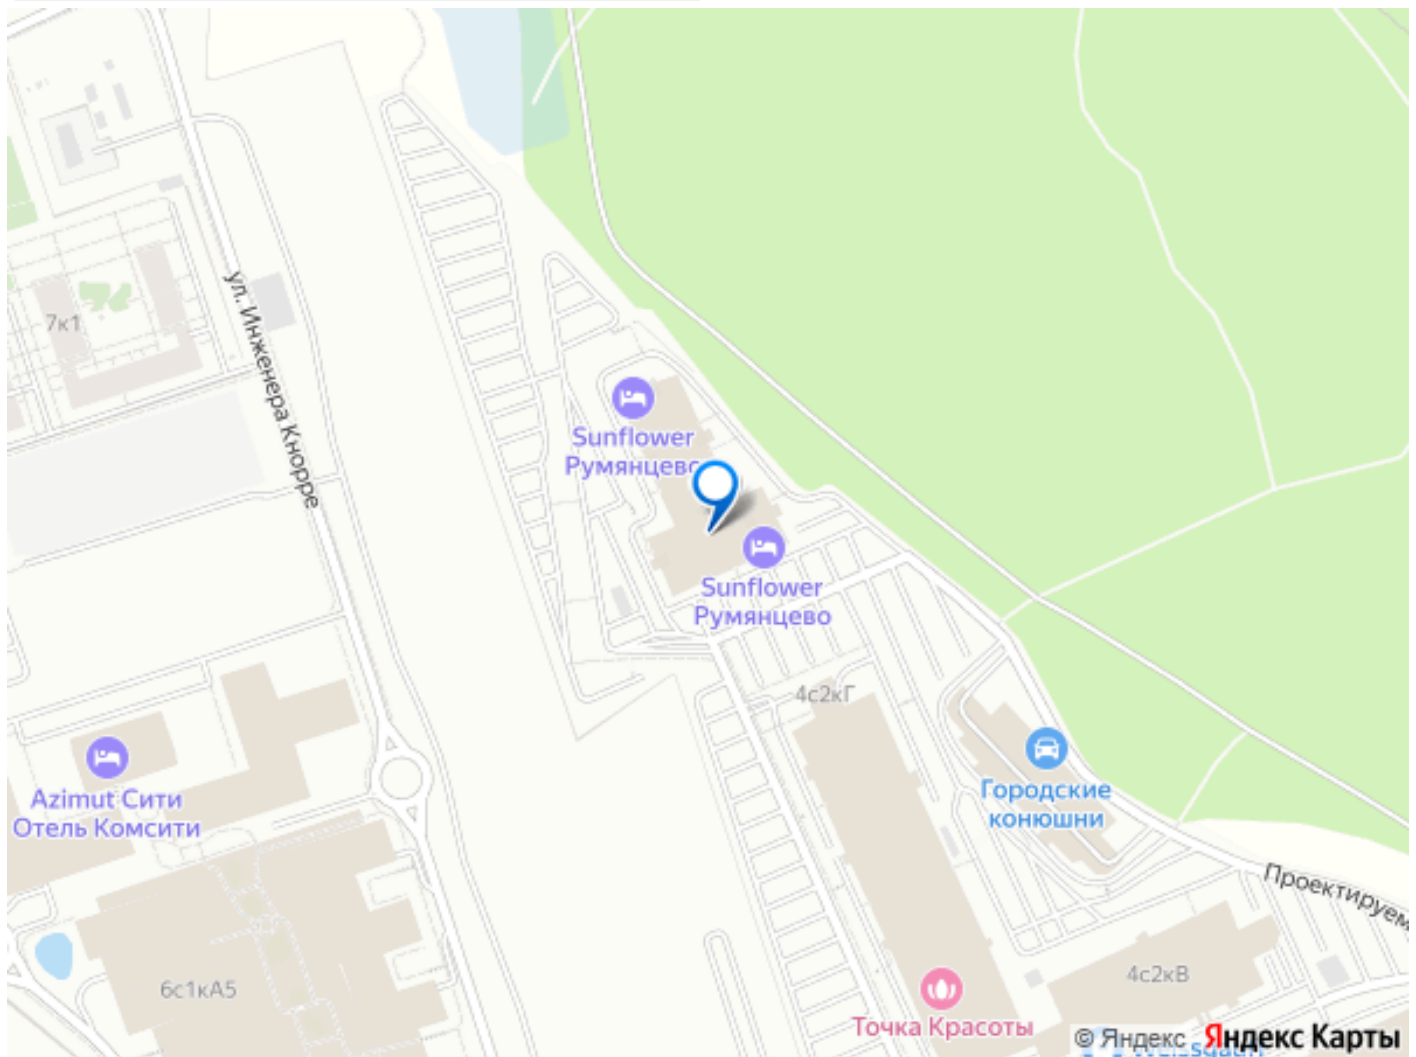 7к1
ул. Инженера Кнорре
Sunflower
Румянцево
Sunflower
Румянцево
4с2кГ
Azimut Сити
Отель Комсити
Городские
конюшни
Проектируем
6с1кА5
4с2кВ
Точка Красоты
© Яндекс Яндекс Карты